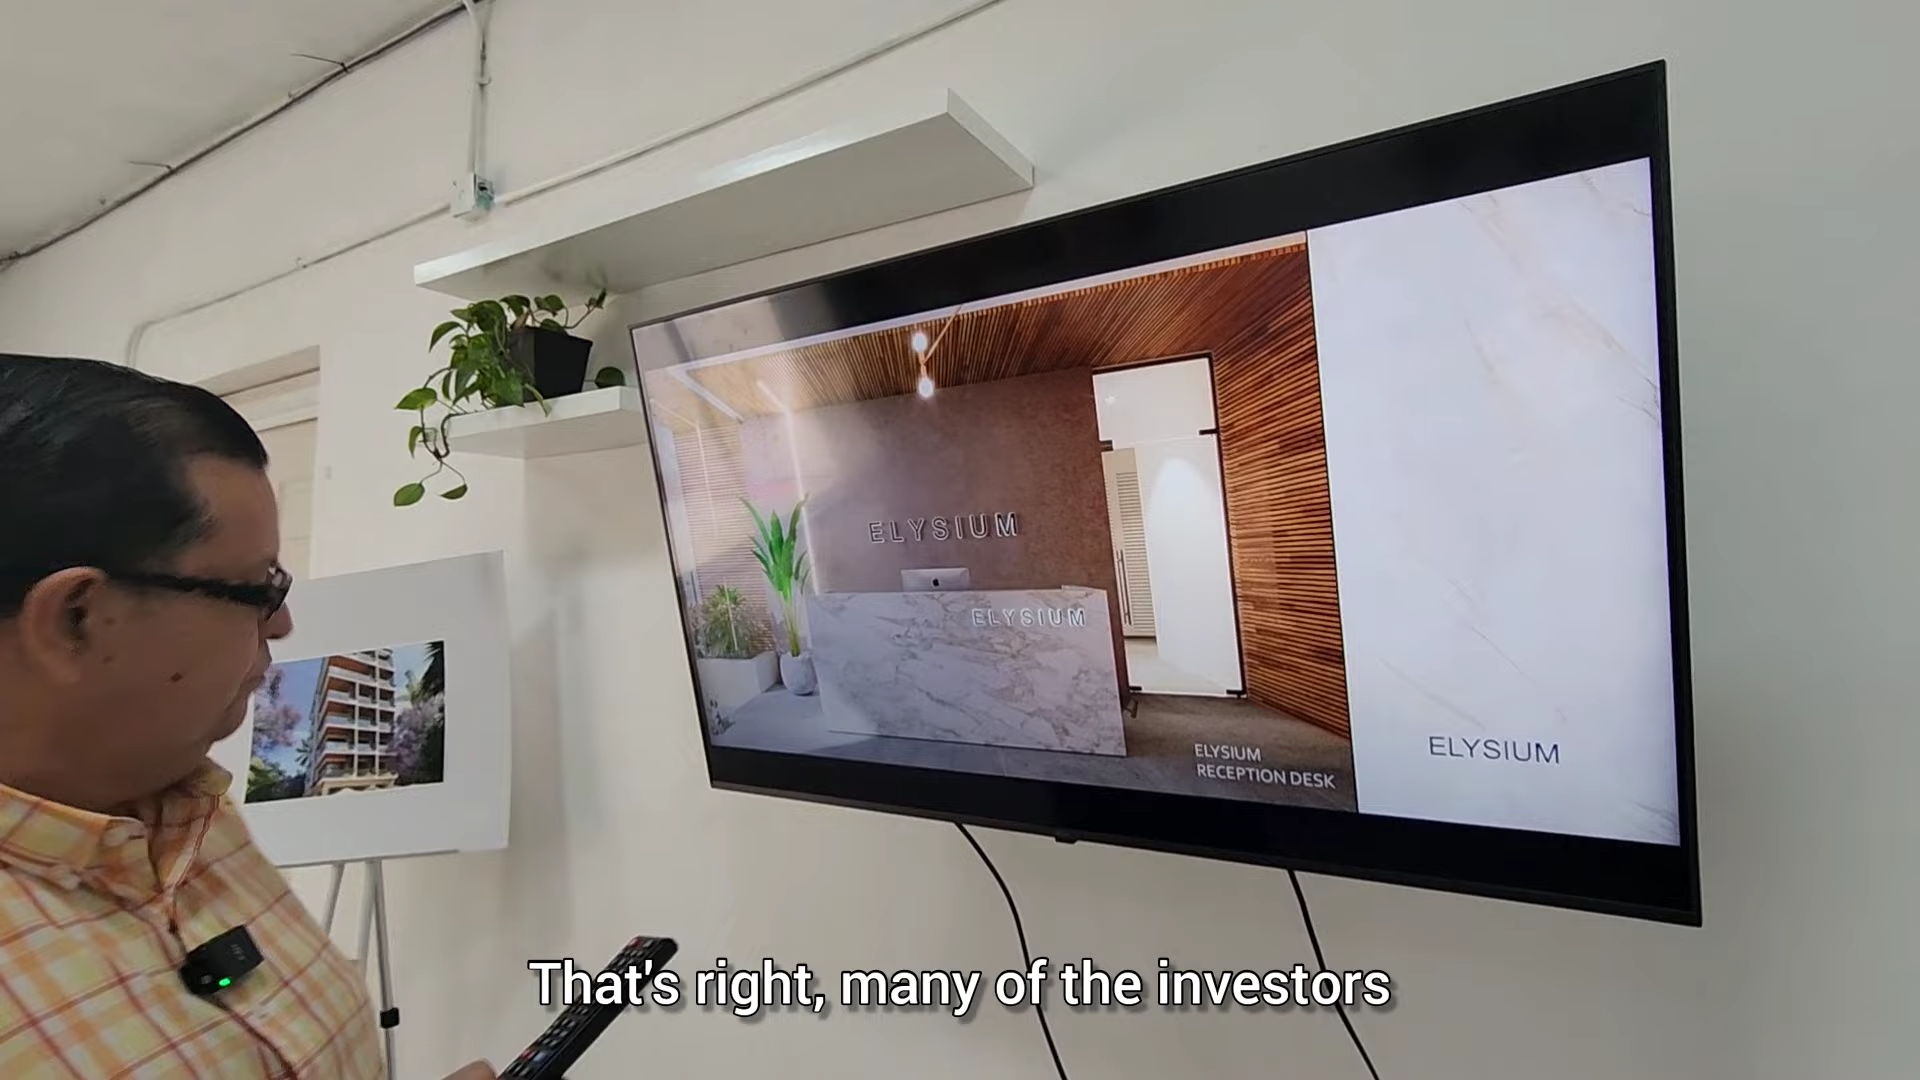 ELYSIUM
ELYSIUM
ELYSIUM
RECEPTION DESK
ELYSIUM
That's right, many of the investors